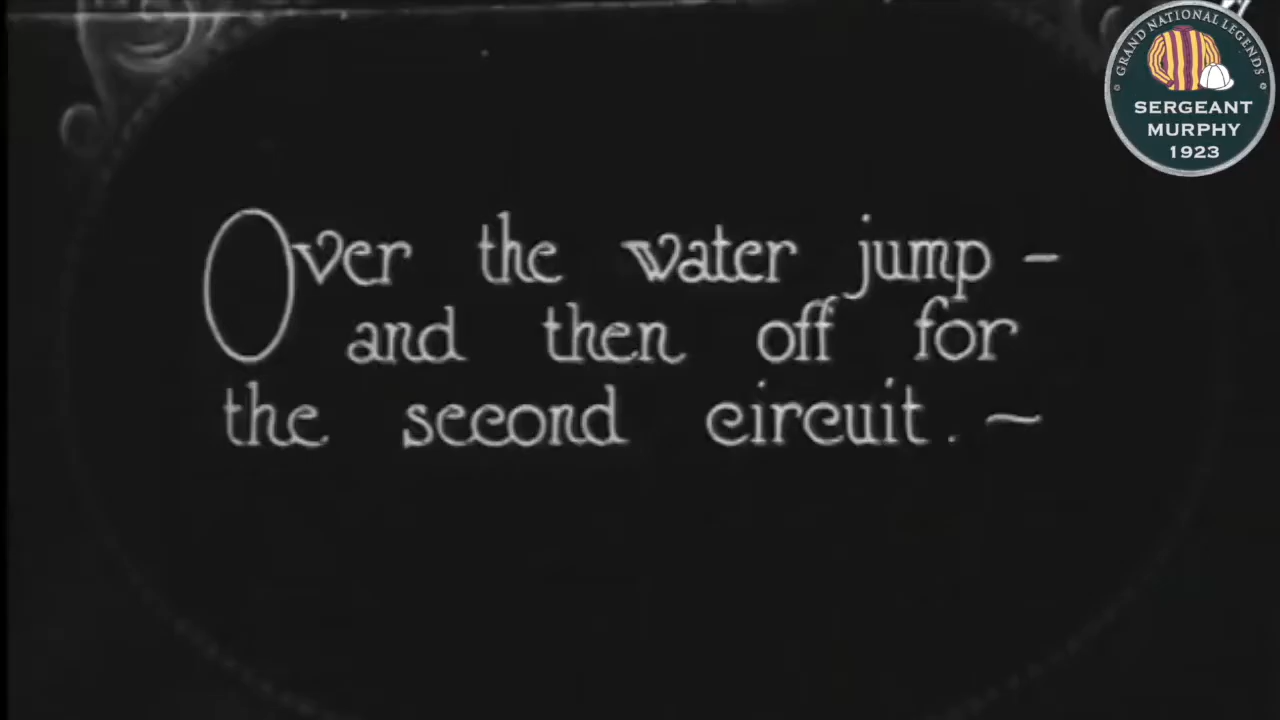 Over the water jump –
and then off for
the second circuit. ~
GRAND NATIONAL LEGENDS
SERGEANT
MURPHY
1923